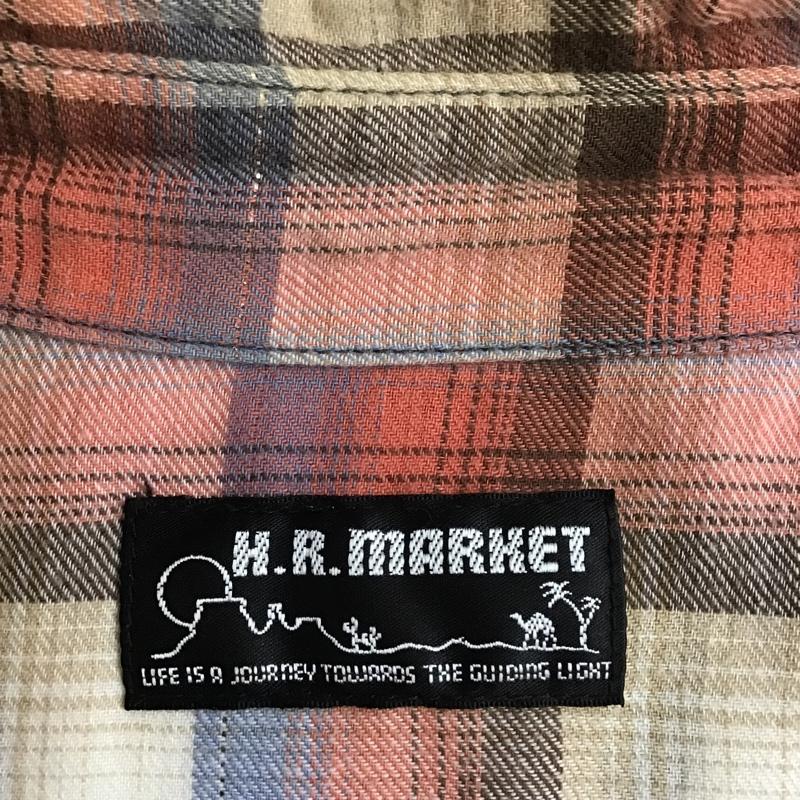 H.R.MARKET
LIFE IS A JOURNEY TOWARDS THE GUIDING LIGHT